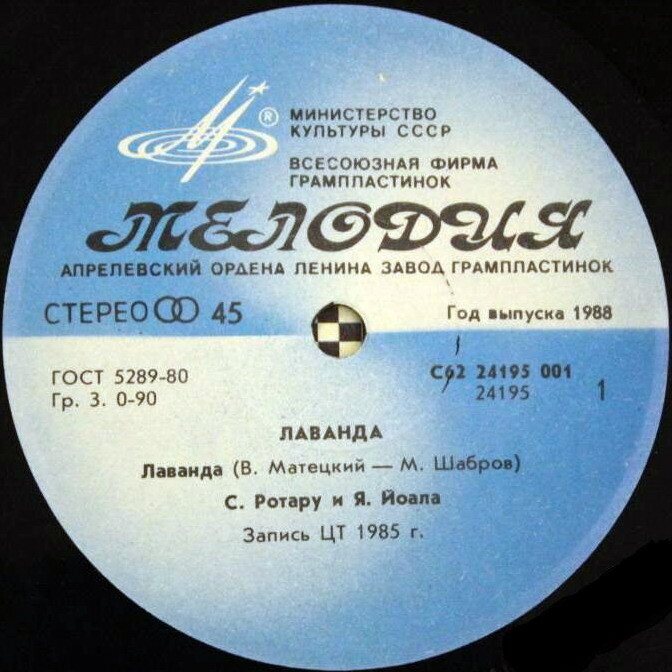 ®
МИНИСТЕРСТВО
КУЛЬТУРЫ СССР
ВСЕСОЮЗНАЯ ФИРМА
ГРАМПЛАСТИНОК
МЕЛОДИЯ
АПРЕЛЕВСКИЙ ОРДЕНА ЛЕНИНА ЗАВОД ГРАМПЛАСТИНОК
СТЕРЕО 45
Год выпуска 1988
ГОСТ 5289-80
Гр. 3. 0-90
С62 24195 001
24195
1
ЛАВАНДА
Лаванда (В. Матецкий — М. Шабров)
С. Ротару и Я. Йоала
Запись ЦТ 1985 г.